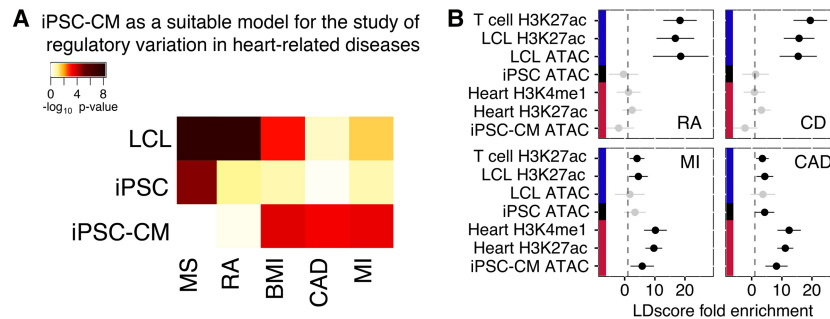 A
iPSC-CM as a suitable model for the study of
regulatory variation in heart-related diseases
0 4 8
-log10 p-value
LCL
iPSC
iPSC-CM
MS
RA
BMI
CAD
MI
B
T cell H3K27ac
LCL H3K27ac
LCL ATAC
iPSC ATAC
Heart H3K4me1
Heart H3K27ac
iPSC-CM ATAC
RA
CD
T cell H3K27ac
LCL H3K27ac
LCL ATAC
iPSC ATAC
Heart H3K4me1
Heart H3K27ac
iPSC-CM ATAC
MI
CAD
0 10 20
0 10 20
LDscore fold enrichment